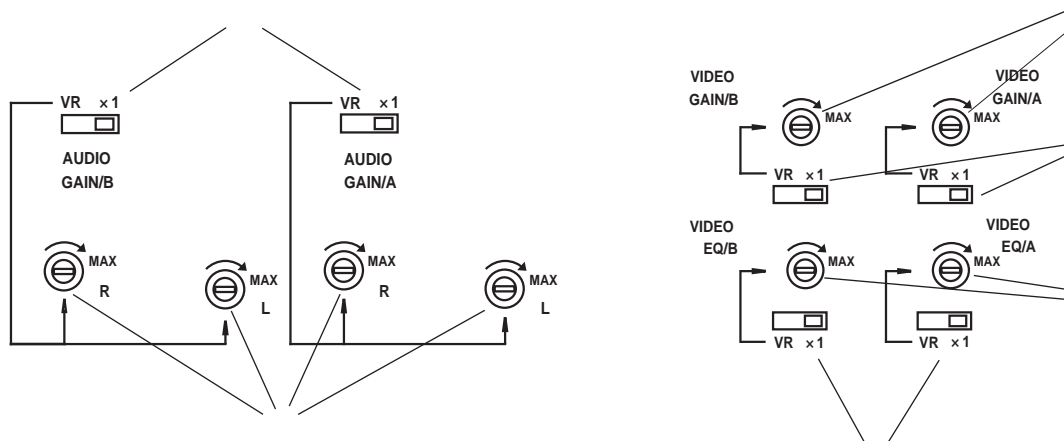 VR ×1
AUDIO
GAIN/B
MAX
R
MAX
L
VR ×1
AUDIO
GAIN/A
MAX
R
MAX
L
VIDEO
GAIN/B
MAX
VR ×1
VIDEO
GAIN/A
MAX
VR ×1
VIDEO
EQ/B
MAX
VR ×1
VIDEO
EQ/A
MAX
VR ×1